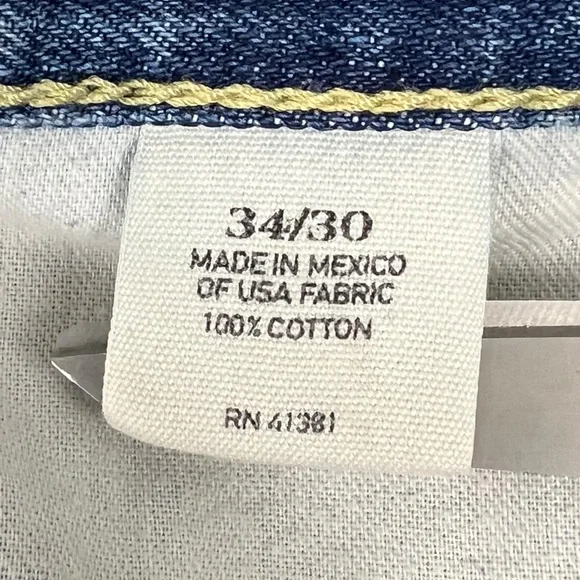 34/30
MADE IN MEXICO
OF USA FABRIC
100% COTTON
RN 41381